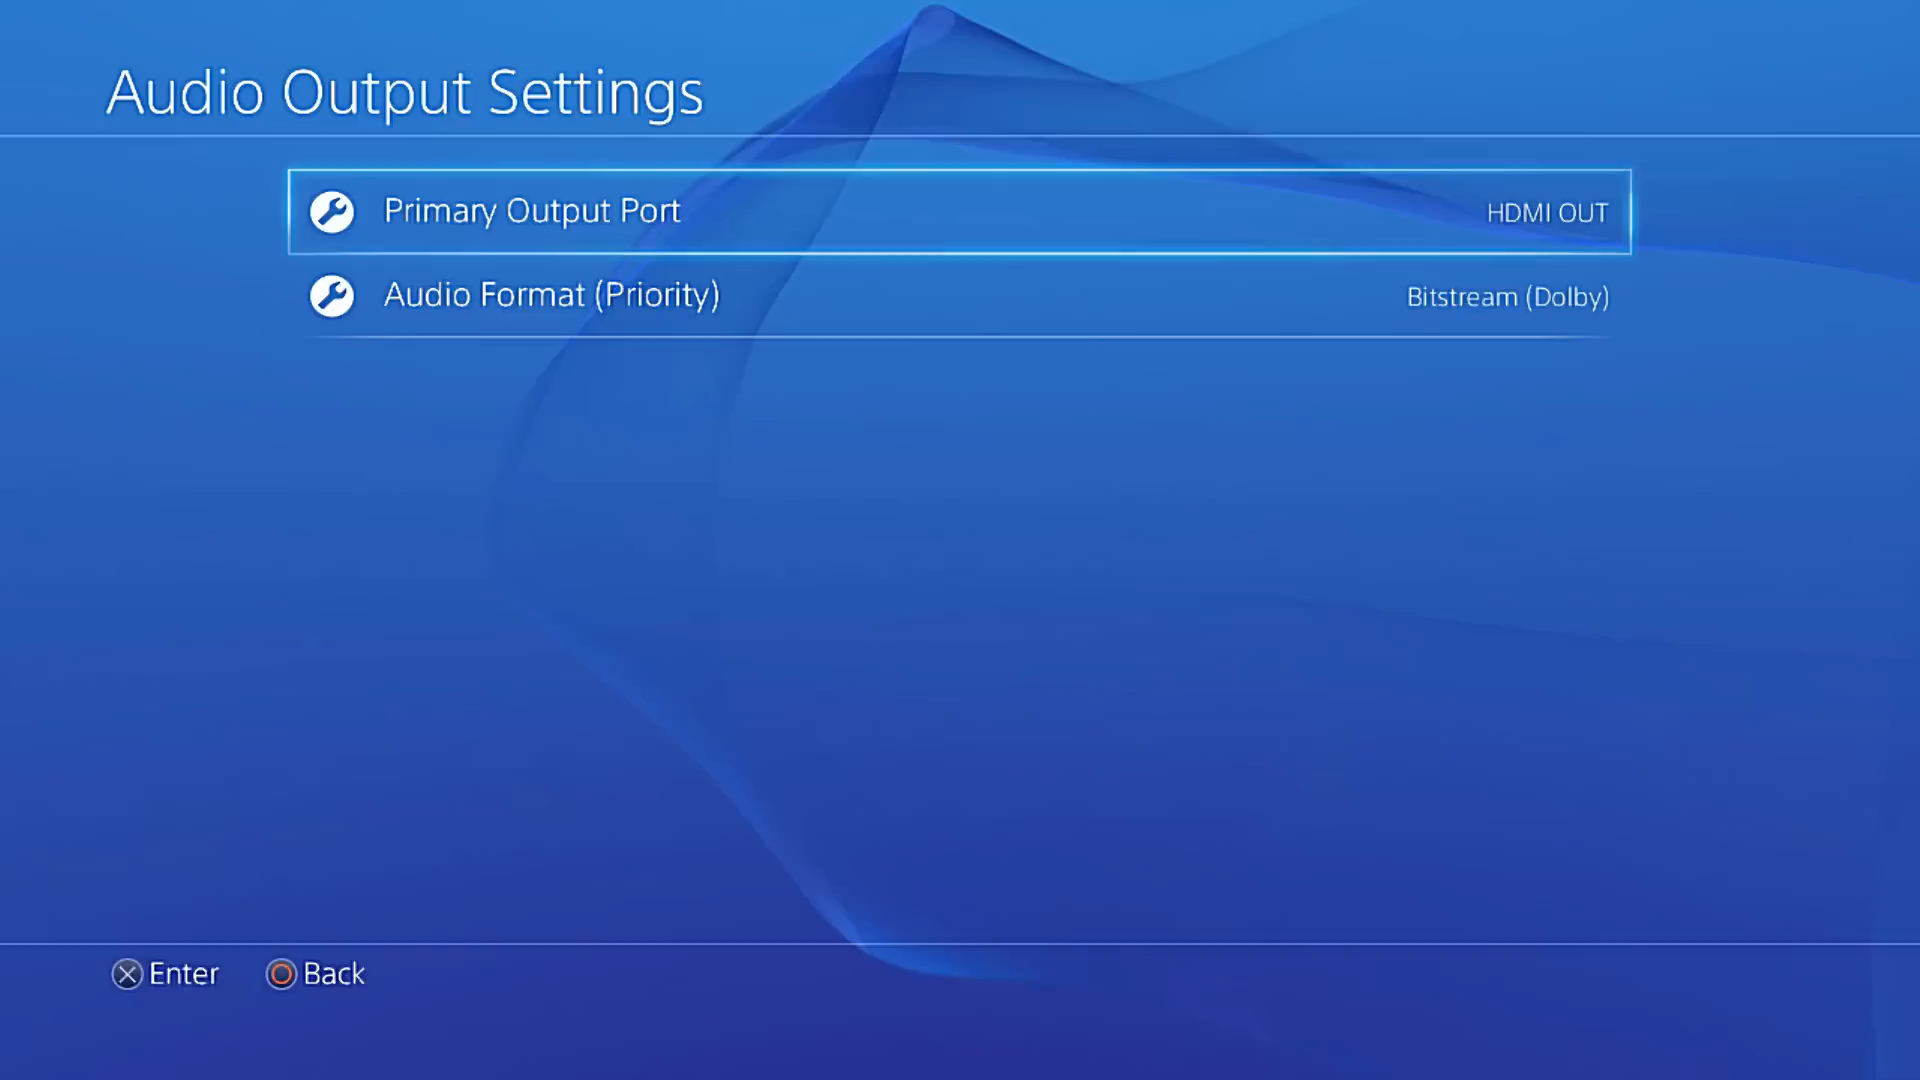 Audio Output Settings
Primary Output Port HDMI OUT
Audio Format (Priority) Bitstream (Dolby)
Enter Back